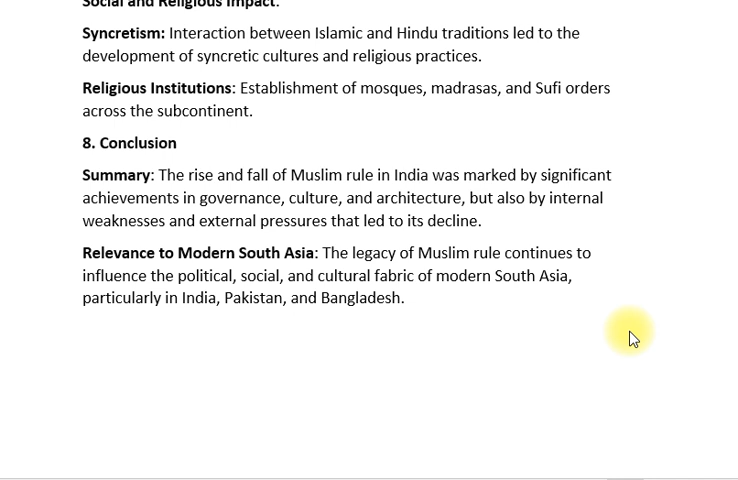 Social and Religious Impact:
Syncretism: Interaction between Islamic and Hindu traditions led to the
development of syncretic cultures and religious practices.
Religious Institutions: Establishment of mosques, madrasas, and Sufi orders
across the subcontinent.
8. Conclusion
Summary: The rise and fall of Muslim rule in India was marked by significant
achievements in governance, culture, and architecture, but also by internal
weaknesses and external pressures that led to its decline.
Relevance to Modern South Asia: The legacy of Muslim rule continues to
influence the political, social, and cultural fabric of modern South Asia,
particularly in India, Pakistan, and Bangladesh.